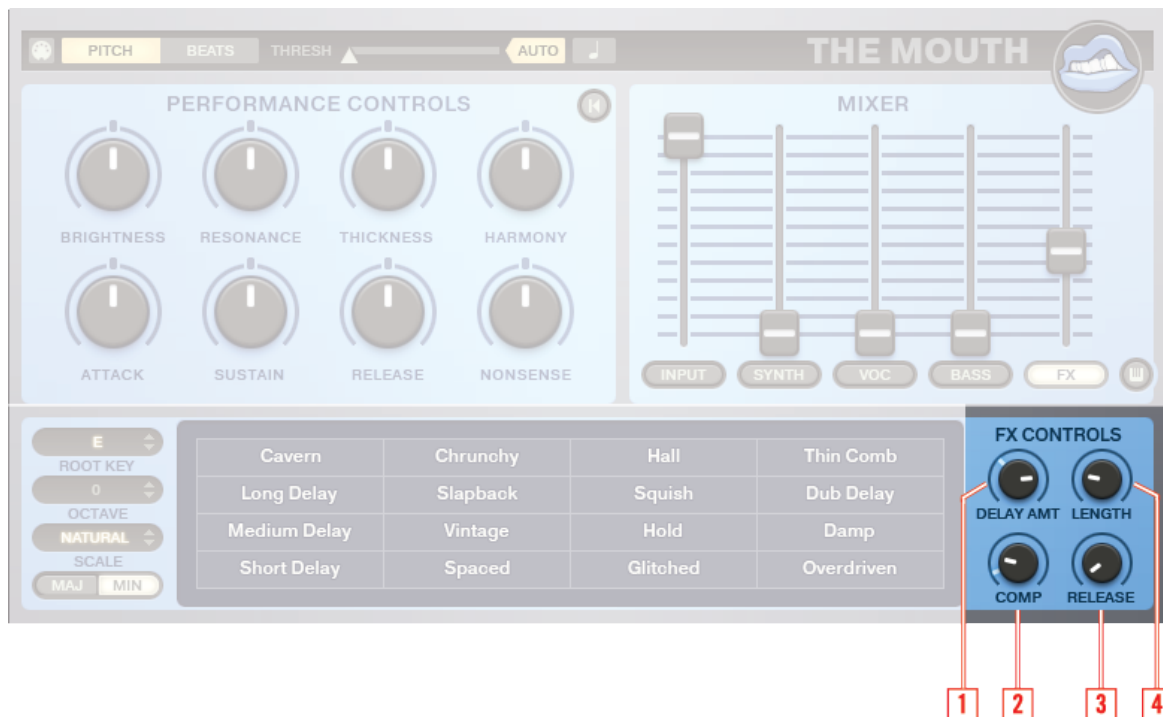 PITCH BEATS THRESH AUTO THE MOUTH
PERFORMANCE CONTROLS
BRIGHTNESS RESONANCE THICKNESS HARMONY
ATTACK SUSTAIN RELEASE NONSENSE
MIXER
INPUT SYNTH VOC BASS FX
E
ROOT KEY
0
OCTAVE
NATURAL
SCALE
MAJ MIN
Cavern Chrunchy Hall Thin Comb
Long Delay Slapback Squish Dub Delay
Medium Delay Vintage Hold Damp
Short Delay Spaced Glitched Overdriven
FX CONTROLS
DELAY AMT LENGTH
COMP RELEASE
1 2 3 4